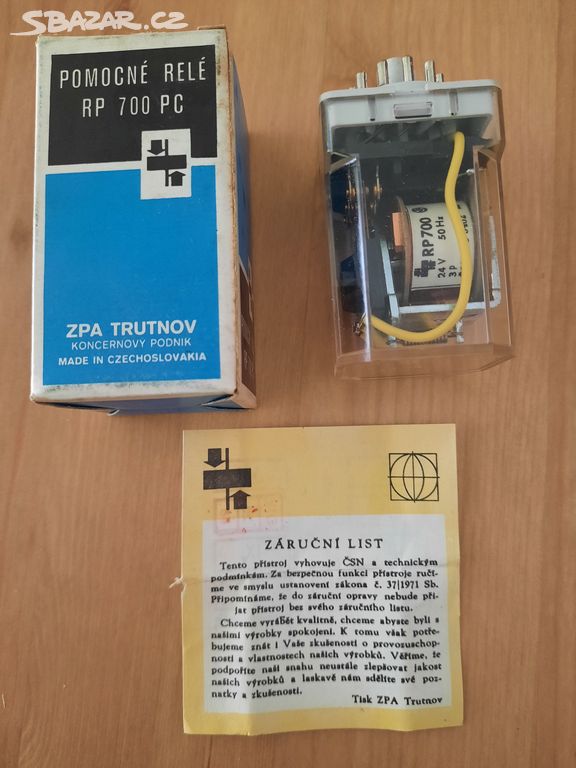 SBAZAR.CZ
POMOCNÉ RELÉ
RP 700 PC
ZPA TRUTNOV
KONCERNOVÝ PODNIK
MADE IN CZECHOSLOVAKIA
RP700
24 V 50 Hz
3 p
ZÁRUČNÍ LIST
Tento přístroj vyhovuje ČSN a technickým
podmínkám. Za bezpečnou funkci přístroje ručí-
me ve smyslu ustanovení zákona č. 37/1971 Sb.
Připomínáme, že do záruční opravy nebude při-
jat přístroj bez svého záručního listu.
Chceme vyrábět kvalitně, chceme abyste byli s
našimi výrobky spokojeni. K tomu však potře-
bujeme znát i Vaše zkušenosti o provozuschop-
nosti a vlastnostech našich výrobků. Věříme, že
podpoříte naši snahu neustále zlepšovat jakost
našich výrobků a laskavě nám sdělíte své poz-
natky a zkušenosti.
Tisk ZPA Trutnov